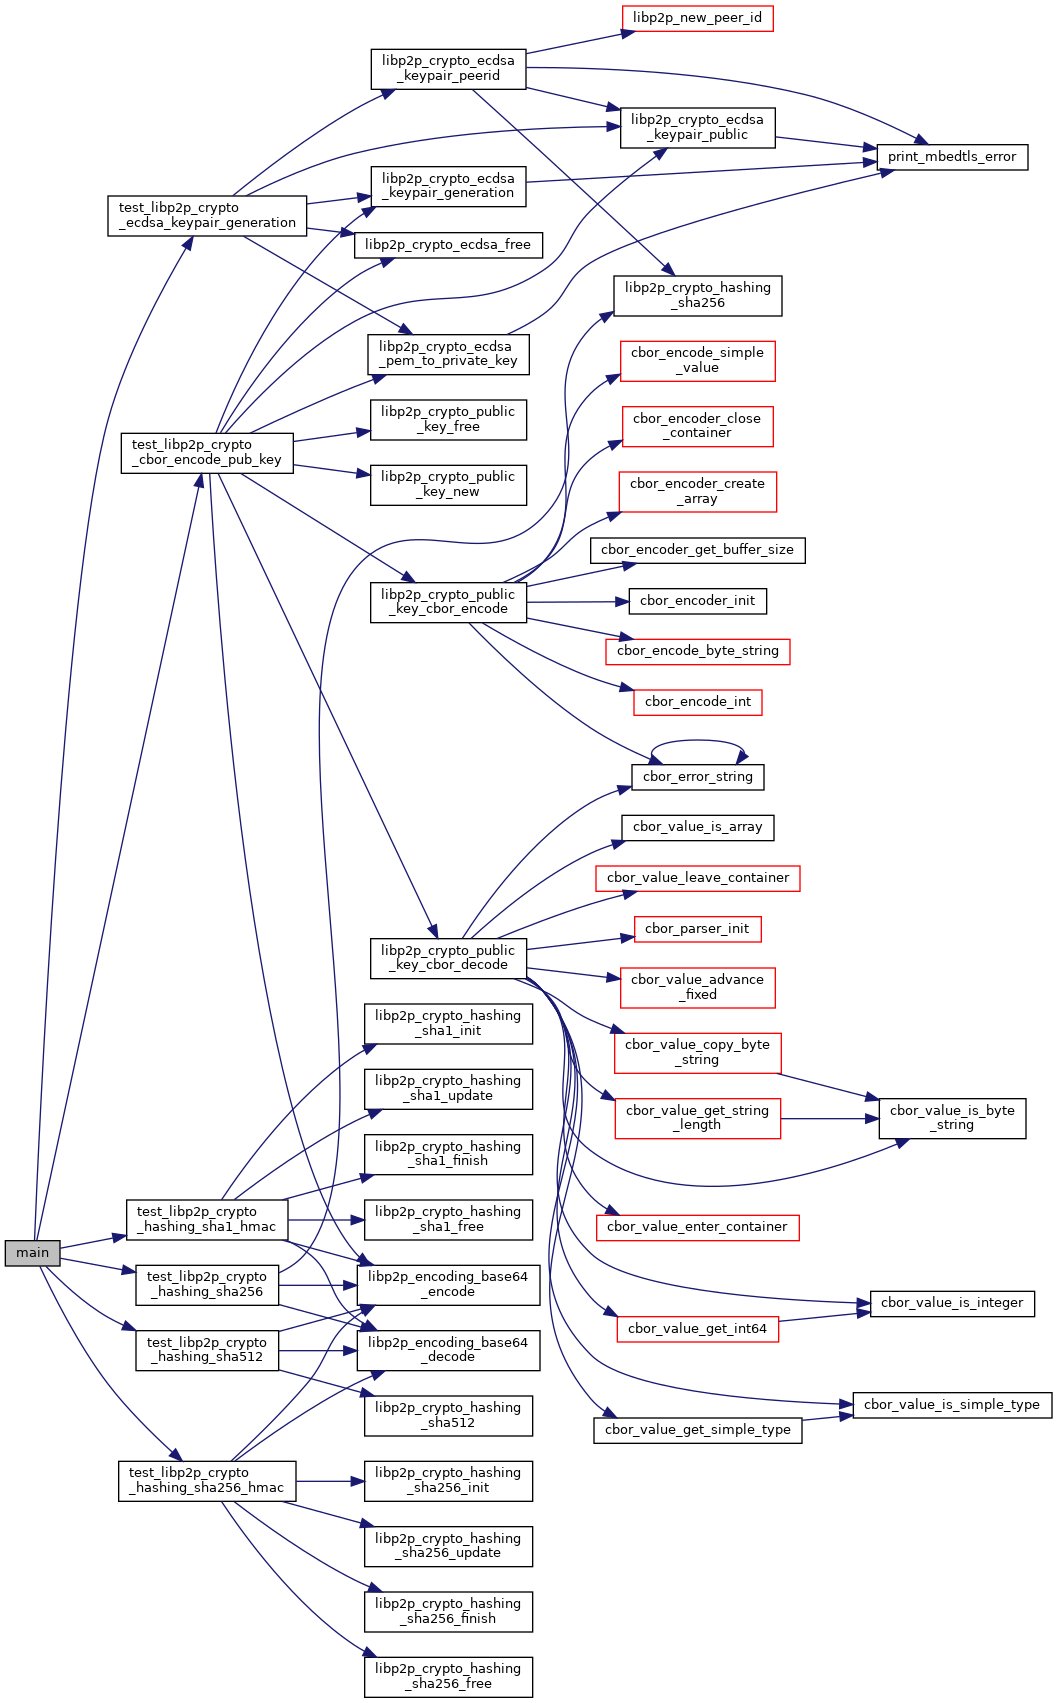 main
test_libp2p_crypto
_ecdsa_keypair_generation
test_libp2p_crypto
_cbor_encode_pub_key
test_libp2p_crypto
_hashing_sha1_hmac
test_libp2p_crypto
_hashing_sha256
test_libp2p_crypto
_hashing_sha512
test_libp2p_crypto
_hashing_sha256_hmac
libp2p_crypto_ecdsa
_keypair_peerid
libp2p_crypto_ecdsa
_keypair_generation
libp2p_crypto_ecdsa_free
libp2p_crypto_ecdsa
_pem_to_private_key
libp2p_crypto_public
_key_free
libp2p_crypto_public
_key_new
libp2p_crypto_public
_key_cbor_encode
libp2p_crypto_public
_key_cbor_decode
libp2p_crypto_hashing
_sha1_init
libp2p_crypto_hashing
_sha1_update
libp2p_crypto_hashing
_sha1_finish
libp2p_crypto_hashing
_sha1_free
libp2p_encoding_base64
_encode
libp2p_encoding_base64
_decode
libp2p_crypto_hashing
_sha512
libp2p_crypto_hashing
_sha256_init
libp2p_crypto_hashing
_sha256_update
libp2p_crypto_hashing
_sha256_finish
libp2p_crypto_hashing
_sha256_free
libp2p_new_peer_id
libp2p_crypto_ecdsa
_keypair_public
libp2p_crypto_hashing
_sha256
cbor_encode_simple
_value
cbor_encoder_close
_container
cbor_encoder_create
_array
cbor_encoder_get_buffer_size
cbor_encoder_init
cbor_encode_byte_string
cbor_encode_int
cbor_error_string
cbor_value_is_array
cbor_value_leave_container
cbor_parser_init
cbor_value_advance
_fixed
cbor_value_copy_byte
_string
cbor_value_get_string
_length
cbor_value_enter_container
cbor_value_get_int64
cbor_value_get_simple_type
print_mbedtls_error
cbor_value_is_byte
_string
cbor_value_is_integer
cbor_value_is_simple_type